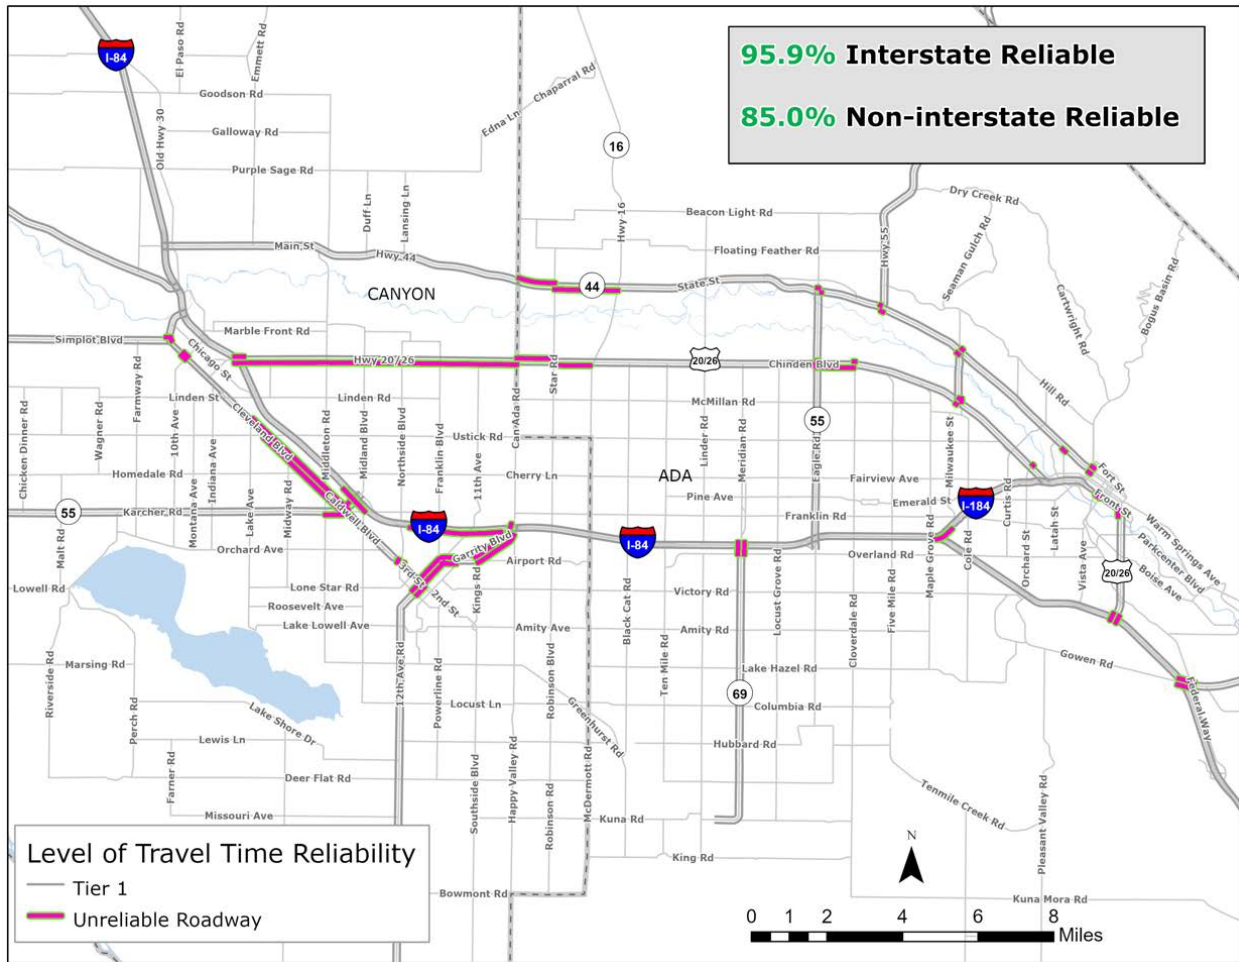 95.9% Interstate Reliable
85.0% Non-interstate Reliable
I-84
El Paso Rd
Emmett Rd
Goodson Rd
Old Hwy 30
Galloway Rd
Purple Sage Rd
Edna Ln
Chaparral Rd
16
Duff Ln
Lansing Ln
Main St
Hwy 44
Hwy 16
Beacon Light Rd
Floating Feather Rd
Hwy 55
Dry Creek Rd
Seaman Gulch Rd
Cartwright Rd
Bogus Basin Rd
CANYON
44
State St
Simplot Blvd
Marble Front Rd
Chicago St
Hwy 20/26
Star Rd
20/26
Chinden Blvd
Hill Rd
Farmway Rd
Linden St
Linden Rd
McMillan Rd
Can Ada Rd
Chicken Dinner Rd
Wagner Rd
10th Ave
Indiana Ave
Cleveland Blvd
Middleton Rd
Midland Blvd
Northside Blvd
Franklin Blvd
11th Ave
Ustick Rd
Linder Rd
Meridian Rd
55
Eagle Rd
Milwaukee St
Homedale Rd
Cherry Ln
ADA
Fairview Ave
Pine Ave
Emerald St
Curtis Rd
Fort St
Front St
55
Karcher Rd
Montana Ave
Lake Ave
Midway Rd
Caldwell Blvd
I-84
Garrity Blvd
I-84
Franklin Rd
I-184
Latah St
Warm Springs Ave
Parkcenter Blvd
Boise Ave
Malt Rd
Orchard Ave
Airport Rd
Overland Rd
Maple Grove Rd
Cole Rd
Orchard St
Vista Ave
20/26
Lowell Rd
Lone Star Rd
3rd St
2nd St
Kings Rd
Victory Rd
Black Cat Rd
Locust Grove Rd
Cloverdale Rd
Five Mile Rd
Roosevelt Ave
Lake Lowell Ave
Amity Ave
Amity Rd
Ten Mile Rd
Marsing Rd
Riverside Rd
Perch Rd
12th Ave Rd
Powerline Rd
Robinson Blvd
Lake Hazel Rd
Gowen Rd
Federal Way
Locust Ln
69
Columbia Rd
Lake Shore Dr
Greenhurst Rd
Lewis Ln
Hubbard Rd
Farner Rd
Deer Flat Rd
Southside Blvd
Happy Valley Rd
Robinson Rd
McDermott Rd
Tenmile Creek Rd
Pleasant Valley Rd
Missouri Ave
Kuna Rd
King Rd
N
Bowmont Rd
Kuna Mora Rd
Level of Travel Time Reliability
Tier 1
Unreliable Roadway
0 1 2 4 6 8
Miles